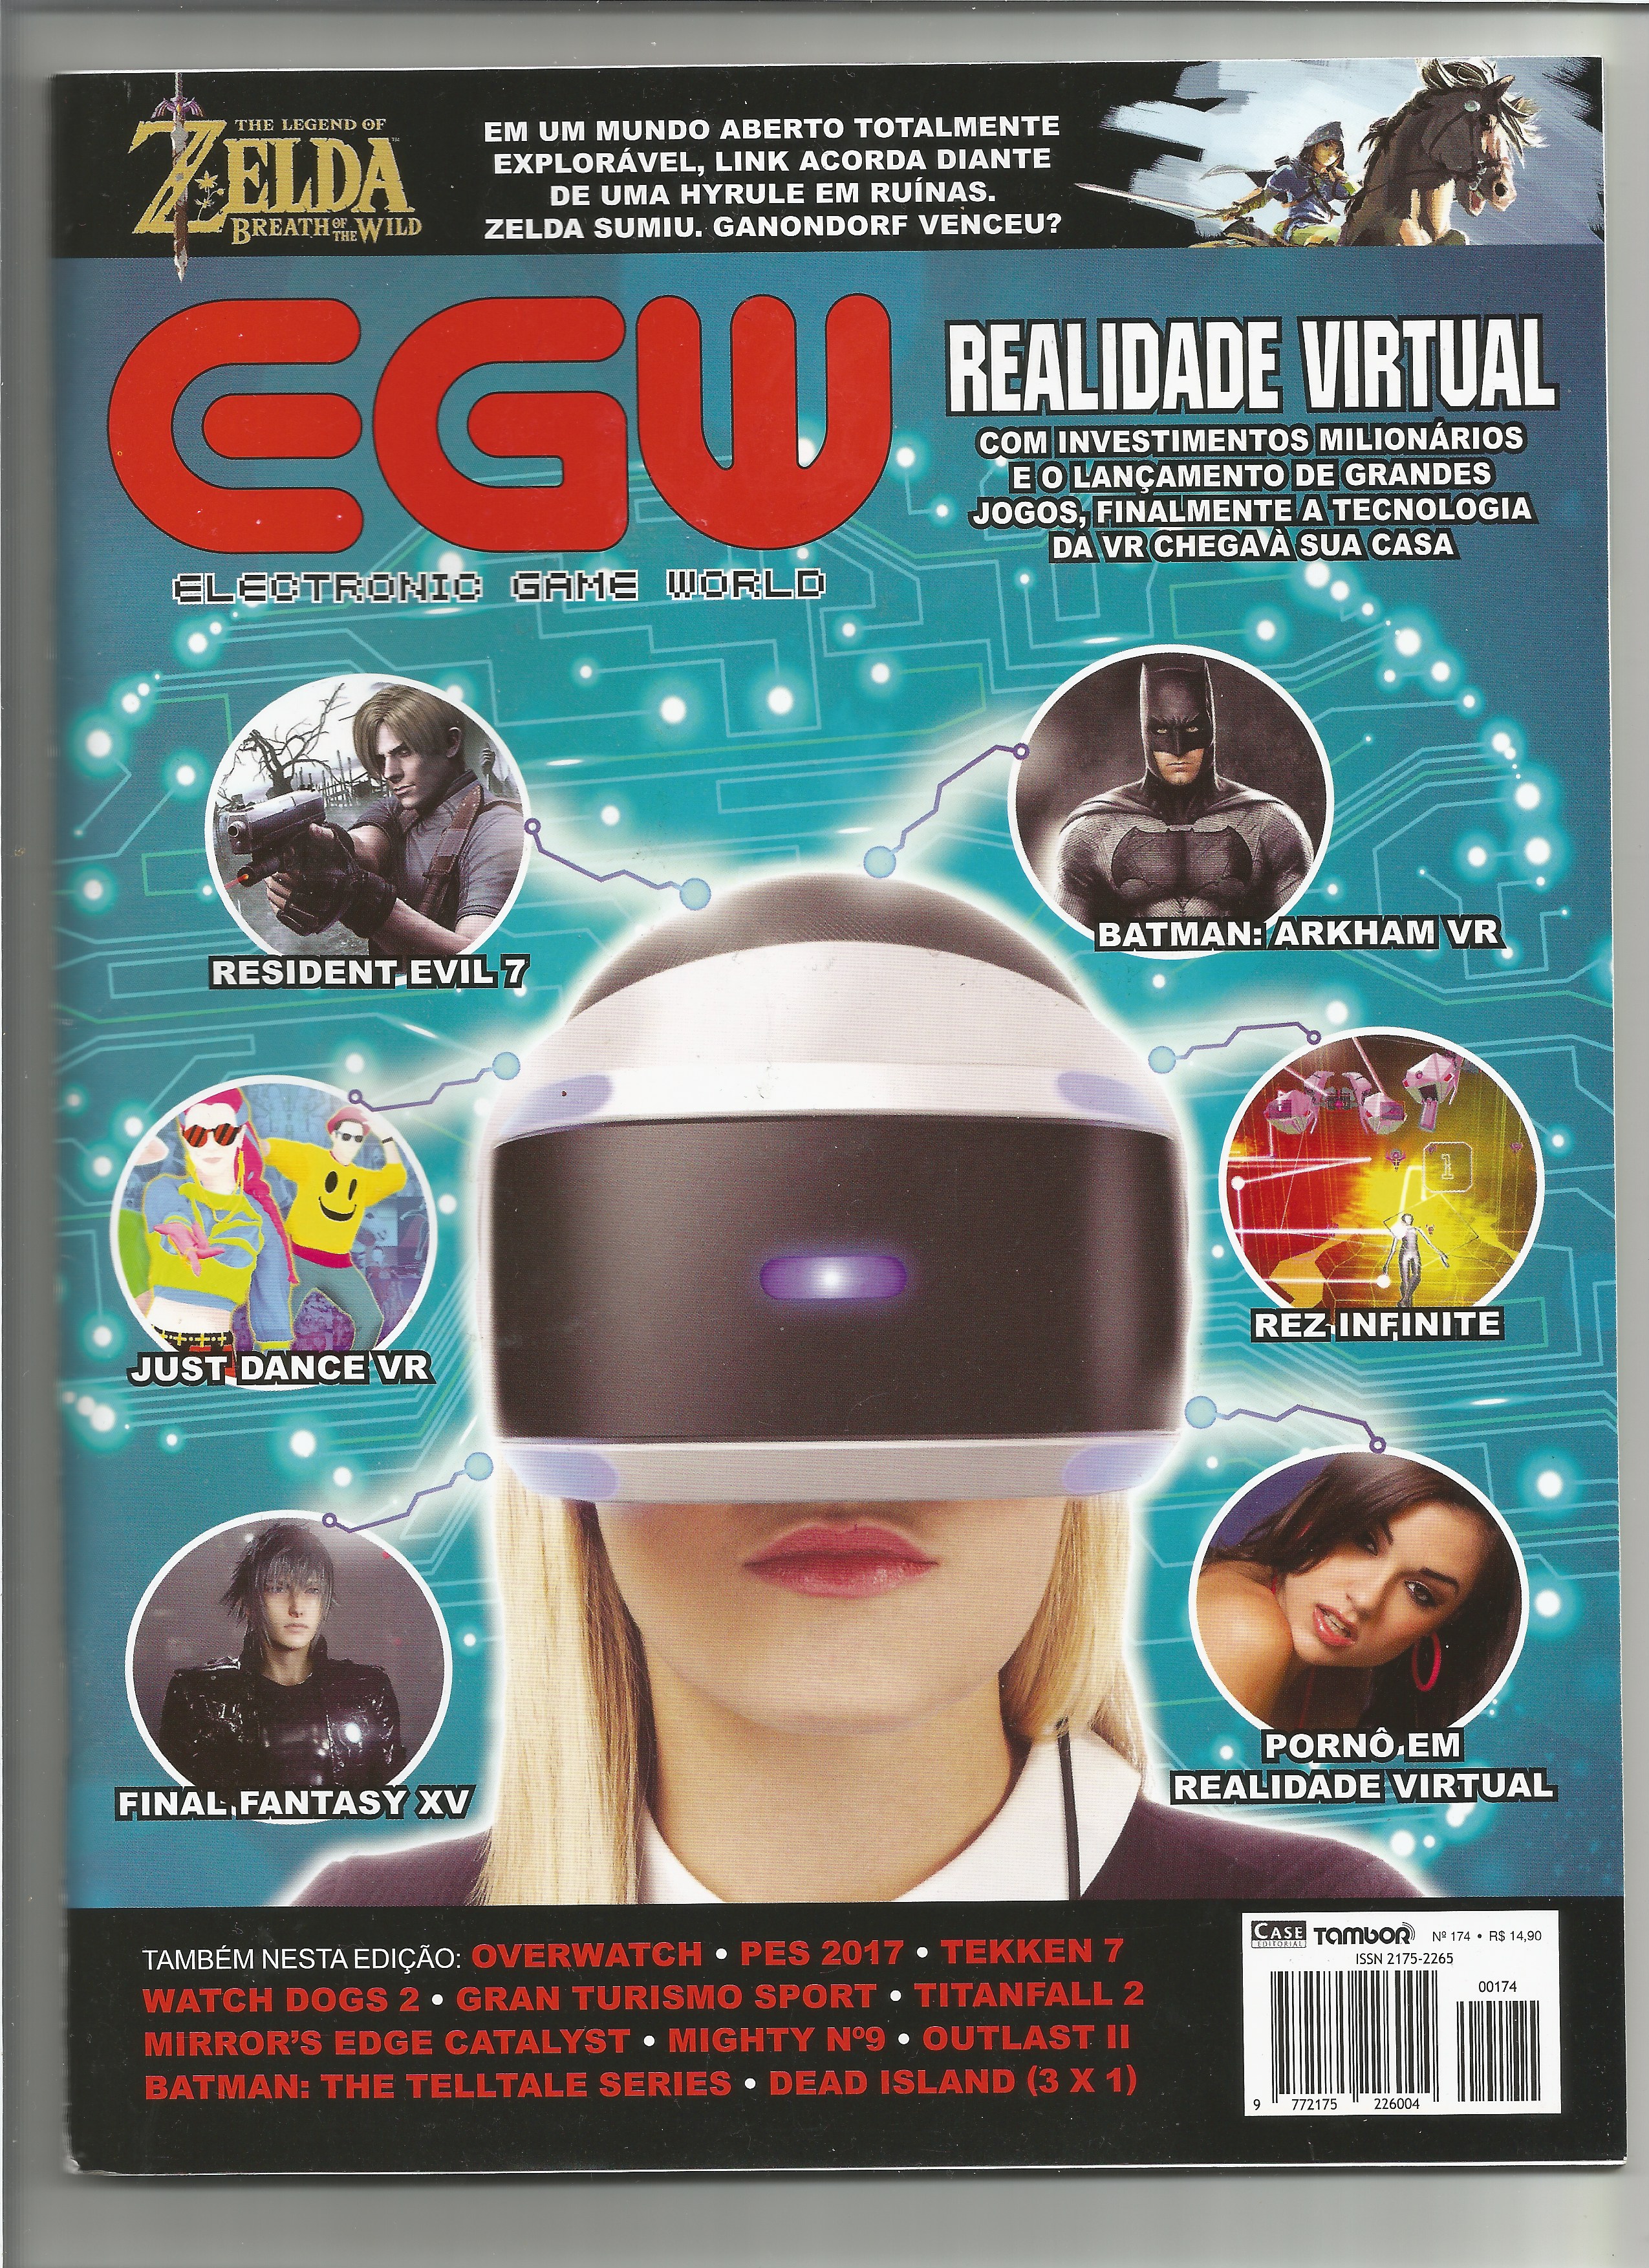 THE LEGEND OF
ZELDA
BREATH OF THE WILD
EM UM MUNDO ABERTO TOTALMENTE
EXPLORÁVEL, LINK ACORDA DIANTE
DE UMA HYRULE EM RUÍNAS.
ZELDA SUMIU. GANONDORF VENCEU?
EGW
ELECTRONIC GAME WORLD
REALIDADE VIRTUAL
COM INVESTIMENTOS MILIONÁRIOS
E O LANÇAMENTO DE GRANDES
JOGOS, FINALMENTE A TECNOLOGIA
DA VR CHEGA À SUA CASA
RESIDENT EVIL 7
BATMAN: ARKHAM VR
JUST DANCE VR
1
REZ INFINITE
FINAL FANTASY XV
PORNÔ EM
REALIDADE VIRTUAL
TAMBÉM NESTA EDIÇÃO: OVERWATCH • PES 2017 • TEKKEN 7
WATCH DOGS 2 • GRAN TURISMO SPORT • TITANFALL 2
MIRROR'S EDGE CATALYST • MIGHTY Nº9 • OUTLAST II
BATMAN: THE TELLTALE SERIES • DEAD ISLAND (3 X 1)
CASE EDITORIAL TAMBOR Nº 174 • R$ 14,90
ISSN 2175-2265
00174
9 772175 226004